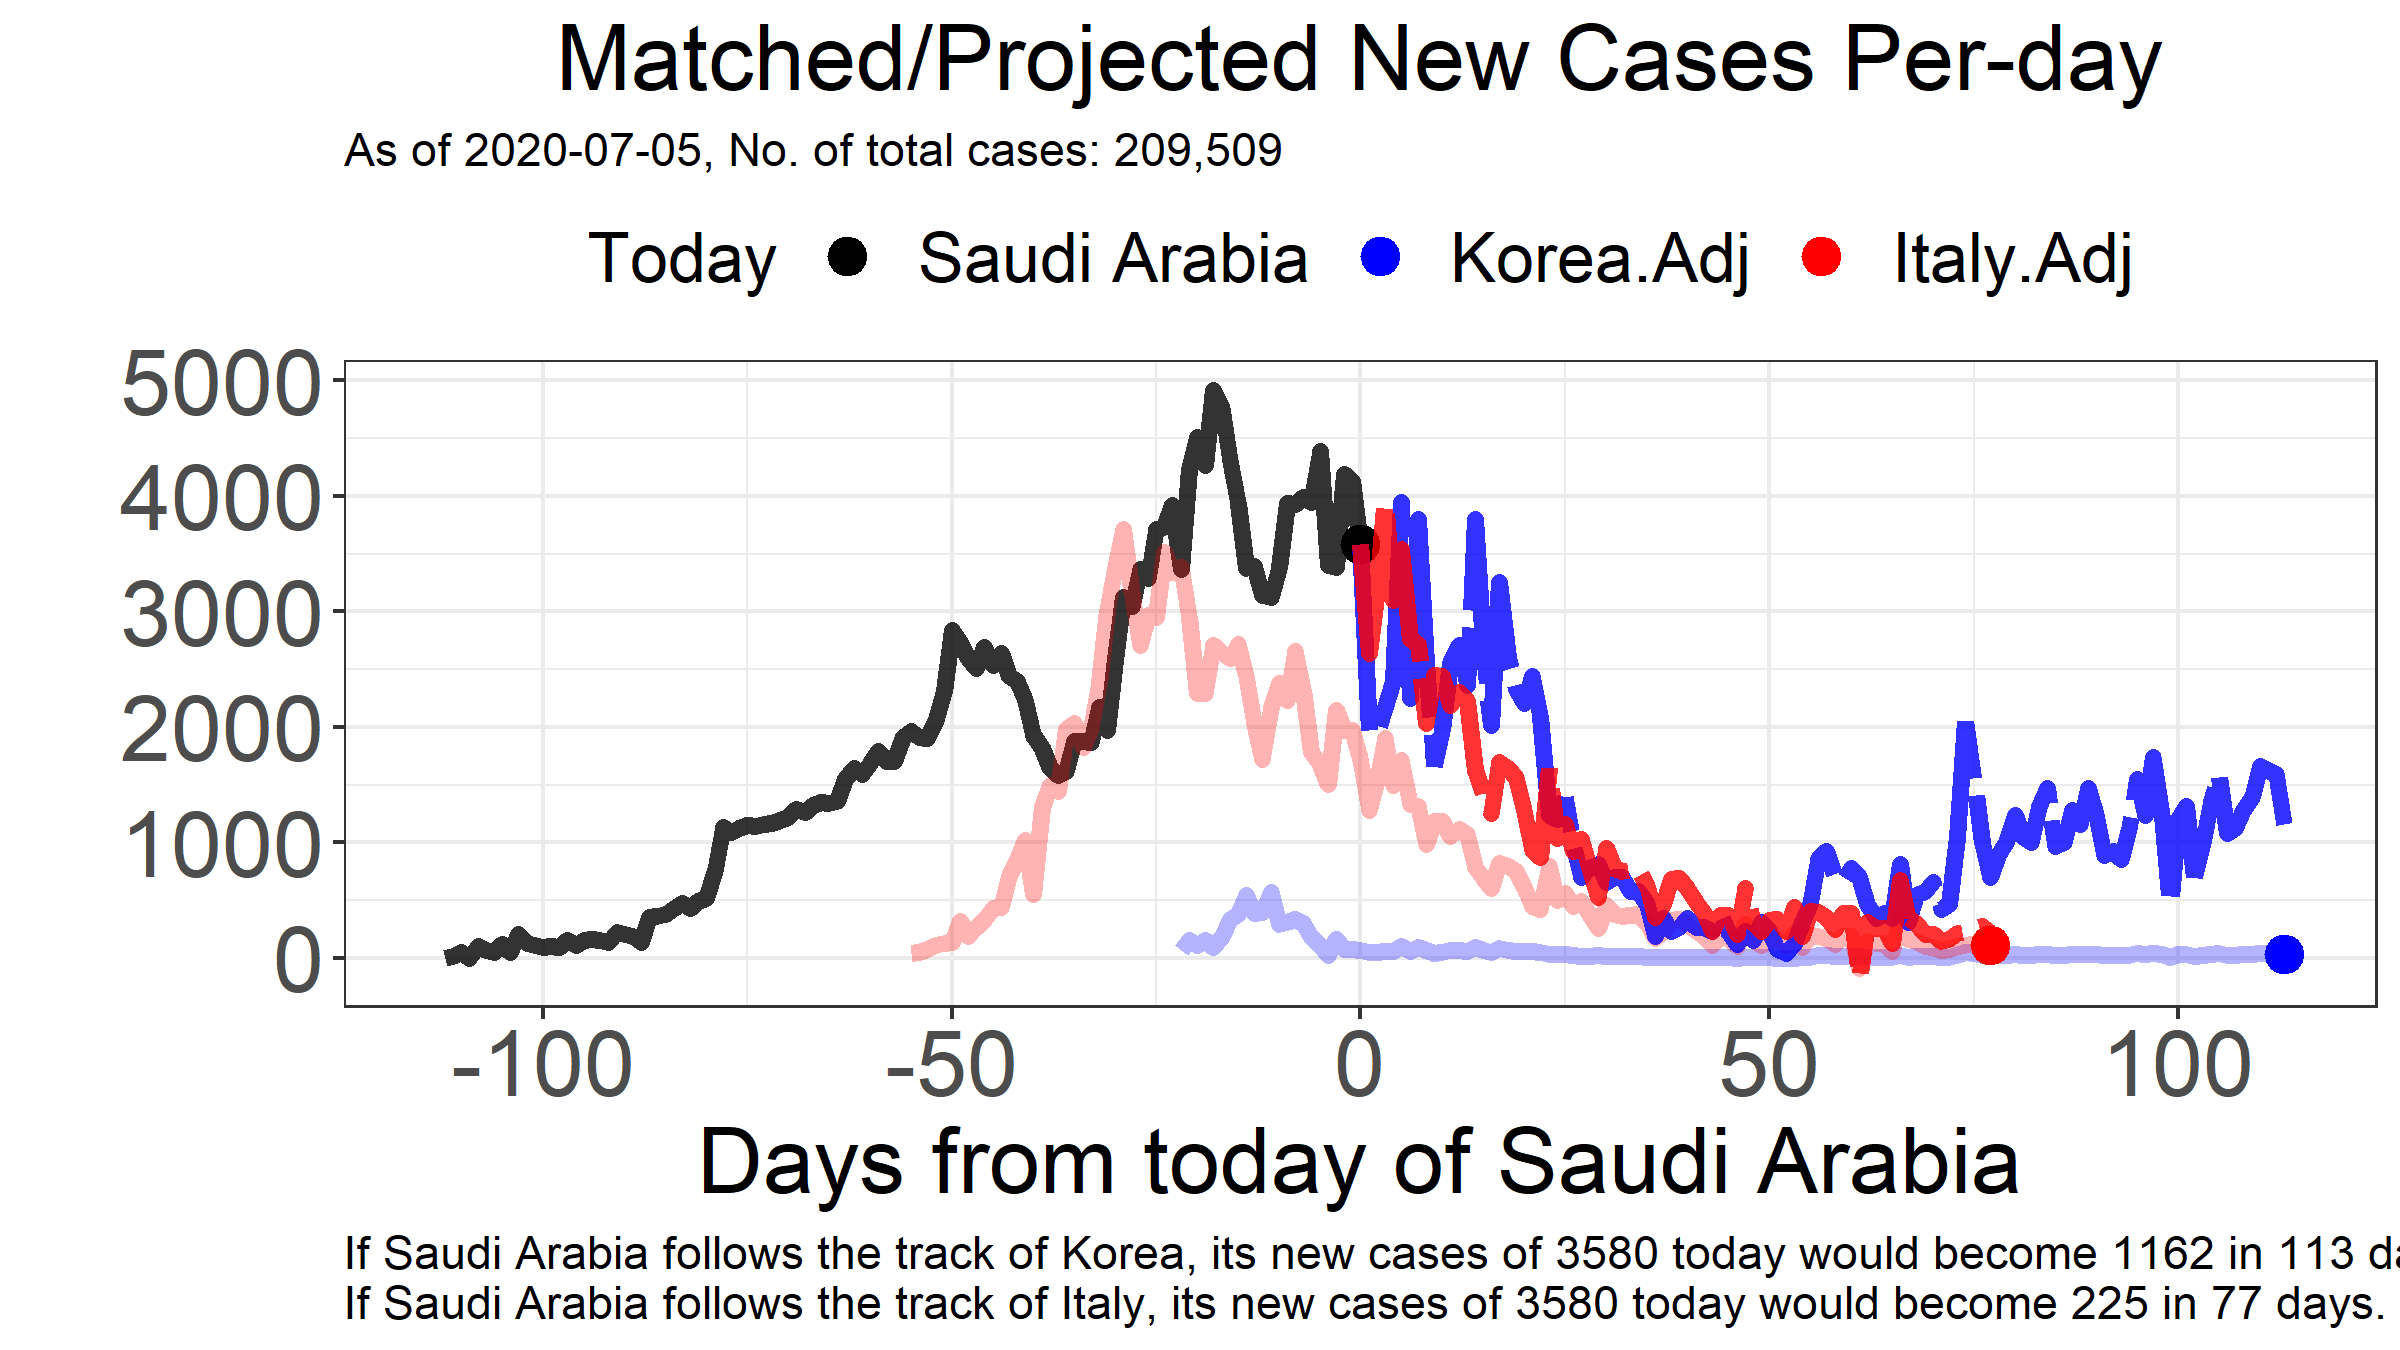 Matched/Projected New Cases Per-day
As of 2020-07-05, No. of total cases: 209,509
Today Saudi Arabia Korea.Adj Italy.Adj
5000
4000
3000
2000
1000
0
-100 -50 0 50 100
Days from today of Saudi Arabia
If Saudi Arabia follows the track of Korea, its new cases of 3580 today would become 1162 in 113
If Saudi Arabia follows the track of Italy, its new cases of 3580 today would become 225 in 77 days.